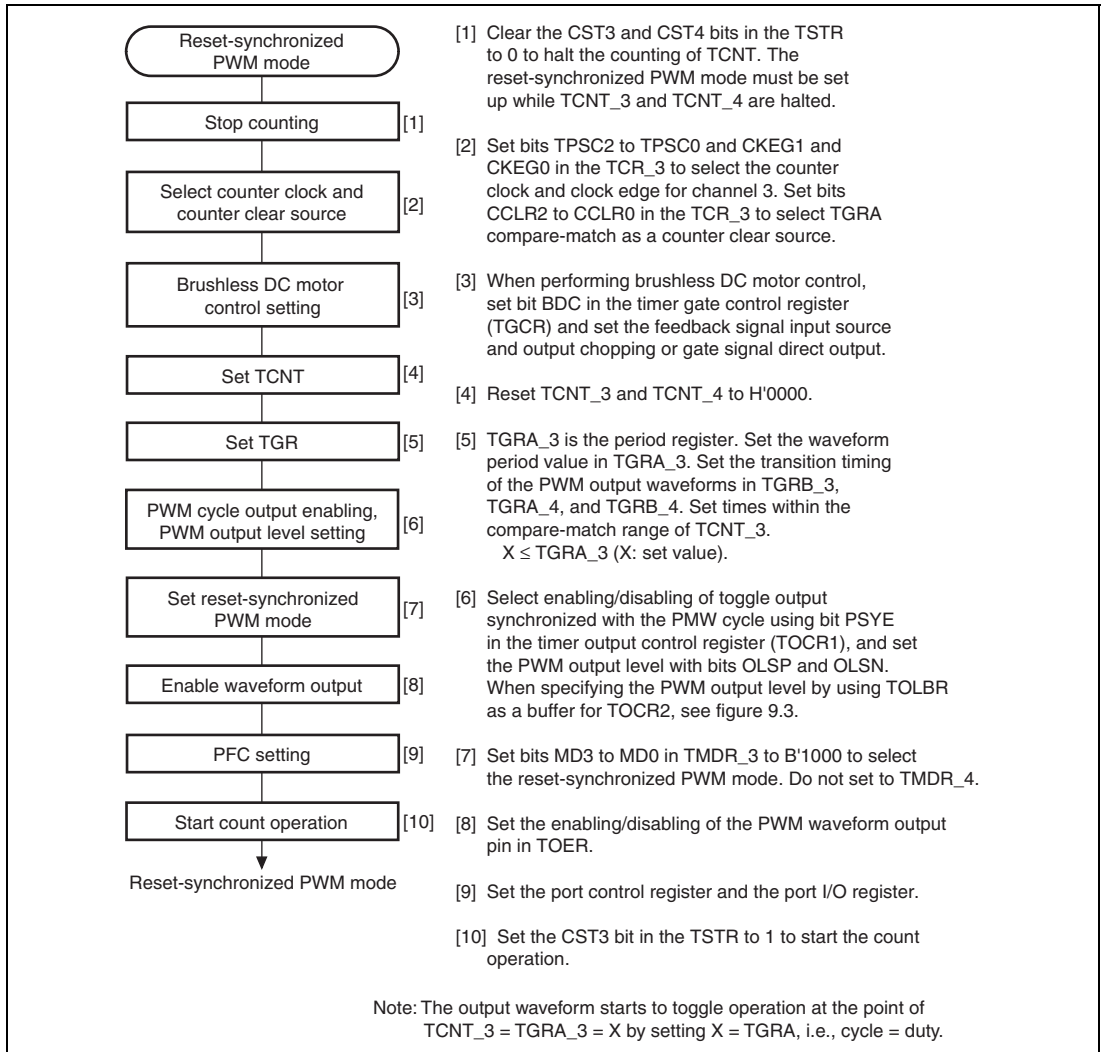 Reset-synchronized
PWM mode
Stop counting
[1]
Select counter clock and
counter clear source
[2]
Brushless DC motor
control setting
[3]
Set TCNT
[4]
Set TGR
[5]
PWM cycle output enabling,
PWM output level setting
[6]
Set reset-synchronized
PWM mode
[7]
Enable waveform output
[8]
PFC setting
[9]
Start count operation
[10]
Reset-synchronized PWM mode
[1] Clear the CST3 and CST4 bits in the TSTR
to 0 to halt the counting of TCNT. The
reset-synchronized PWM mode must be set
up while TCNT_3 and TCNT_4 are halted.
[2] Set bits TPSC2 to TPSC0 and CKEG1 and
CKEG0 in the TCR_3 to select the counter
clock and clock edge for channel 3. Set bits
CCLR2 to CCLR0 in the TCR_3 to select TGRA
compare-match as a counter clear source.
[3] When performing brushless DC motor control,
set bit BDC in the timer gate control register
(TGCR) and set the feedback signal input source
and output chopping or gate signal direct output.
[4] Reset TCNT_3 and TCNT_4 to H'0000.
[5] TGRA_3 is the period register. Set the waveform
period value in TGRA_3. Set the transition timing
of the PWM output waveforms in TGRB_3,
TGRA_4, and TGRB_4. Set times within the
compare-match range of TCNT_3.
X ≤ TGRA_3 (X: set value).
[6] Select enabling/disabling of toggle output
synchronized with the PMW cycle using bit PSYE
in the timer output control register (TOCR1), and set
the PWM output level with bits OLSP and OLSN.
When specifying the PWM output level by using TOLBR
as a buffer for TOCR2, see figure 9.3.
[7] Set bits MD3 to MD0 in TMDR_3 to B'1000 to select
the reset-synchronized PWM mode. Do not set to TMDR_4.
[8] Set the enabling/disabling of the PWM waveform output
pin in TOER.
[9] Set the port control register and the port I/O register.
[10] Set the CST3 bit in the TSTR to 1 to start the count
operation.
Note: The output waveform starts to toggle operation at the point of
TCNT_3 = TGRA_3 = X by setting X = TGRA, i.e., cycle = duty.